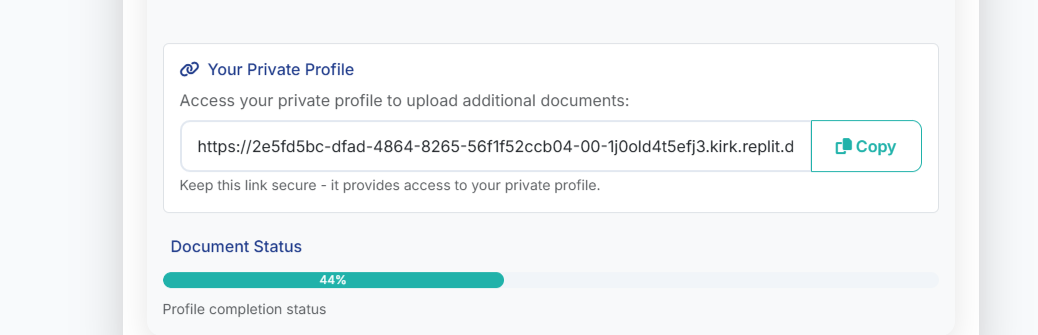 Your Private Profile
Access your private profile to upload additional documents:
https://2e5fd5bc-dfad-4864-8265-56f1f52ccb04-00-1j0old4t5efj3.kirk.replit.d
Copy
Keep this link secure - it provides access to your private profile.
Document Status
44%
Profile completion status